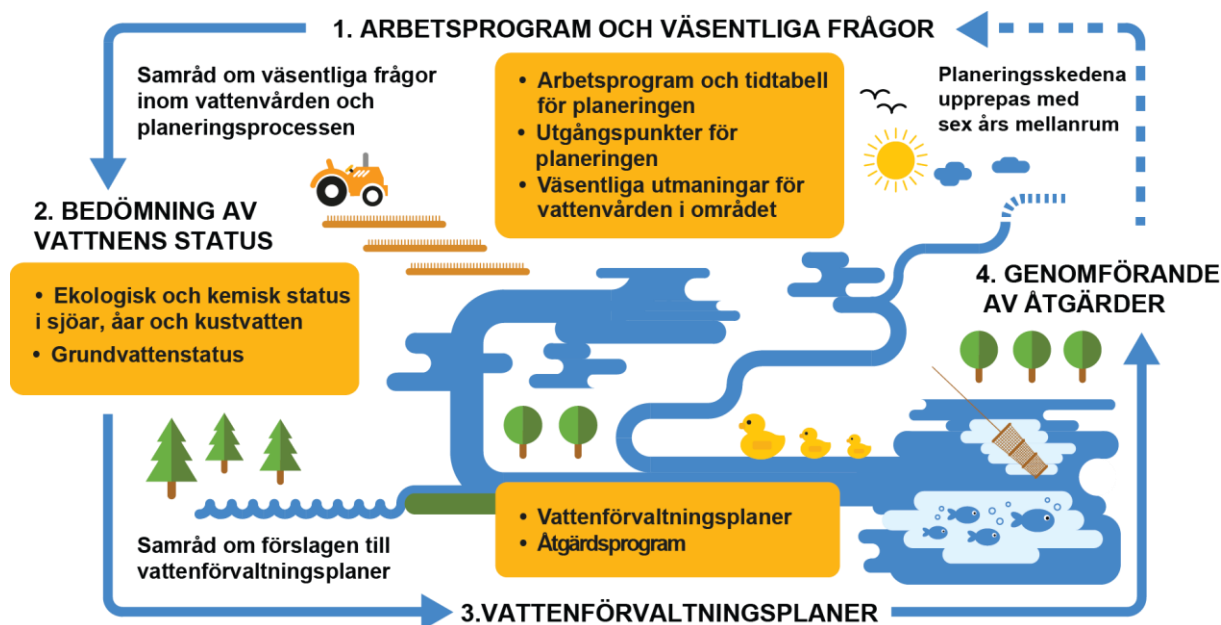 1. ARBETSPROGRAM OCH VÄSENTLIGA FRÅGOR
Samråd om väsentliga frågor
inom vattenvården och
planeringsprocessen
• Arbetsprogram och tidtabell
för planeringen
• Utgångspunkter för
planeringen
• Väsentliga utmaningar för
vattenvården i området
Planeringsskedena
upprepas med
sex års mellanrum
2. BEDÖMNING AV
VATTNENS STATUS
• Ekologisk och kemisk status
i sjöar, åar och kustvatten
• Grundvattenstatus
Samråd om förslagen till
vattenförvaltningsplaner
• Vattenförvaltningsplaner
• Åtgärdsprogram
3.VATTENFÖRVALTNINGSPLANER
4. GENOMFÖRANDE
AV ÅTGÄRDER